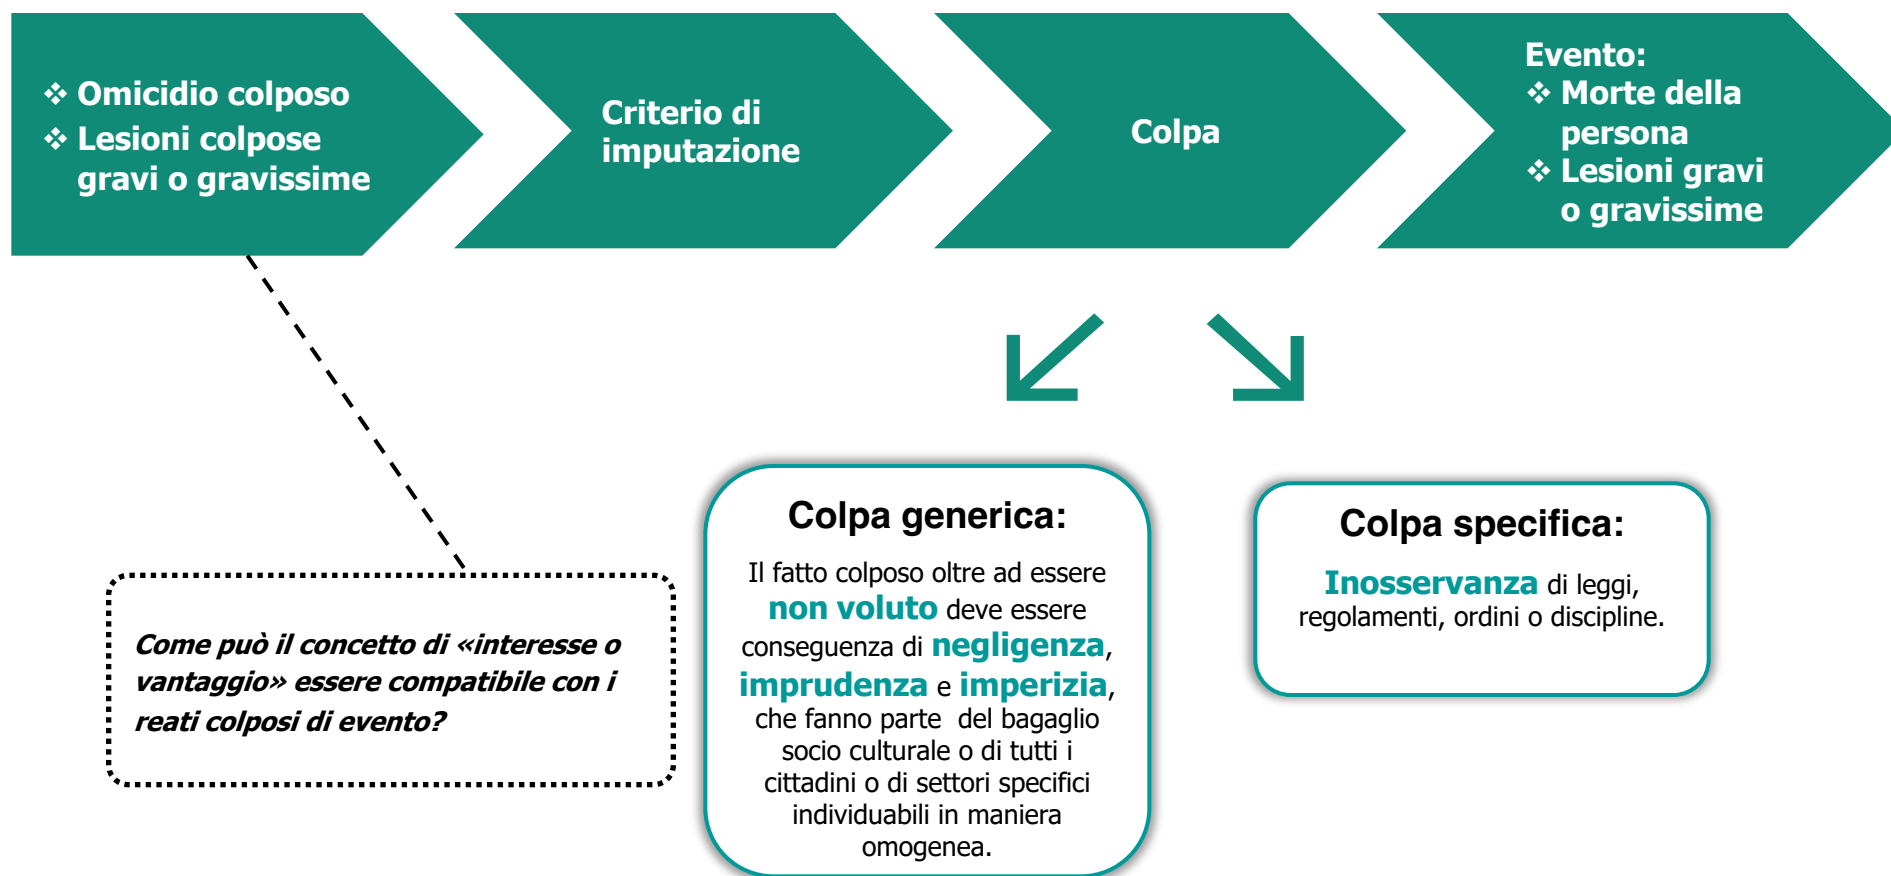 ❖ Omicidio colposo
❖ Lesioni colpose
gravi o gravissime
Criterio di
imputazione
Colpa
Evento:
❖ Morte della
persona
❖ Lesioni gravi
o gravissime
Come può il concetto di «interesse o
vantaggio» essere compatibile con i
reati colposi di evento?
Colpa generica:
Il fatto colposo oltre ad essere
non voluto deve essere
conseguenza di negligenza,
imprudenza e imperizia,
che fanno parte del bagaglio
socio culturale o di tutti i
cittadini o di settori specifici
individuabili in maniera
omogenea.
Colpa specifica:
Inosservanza di leggi,
regolamenti, ordini o discipline.